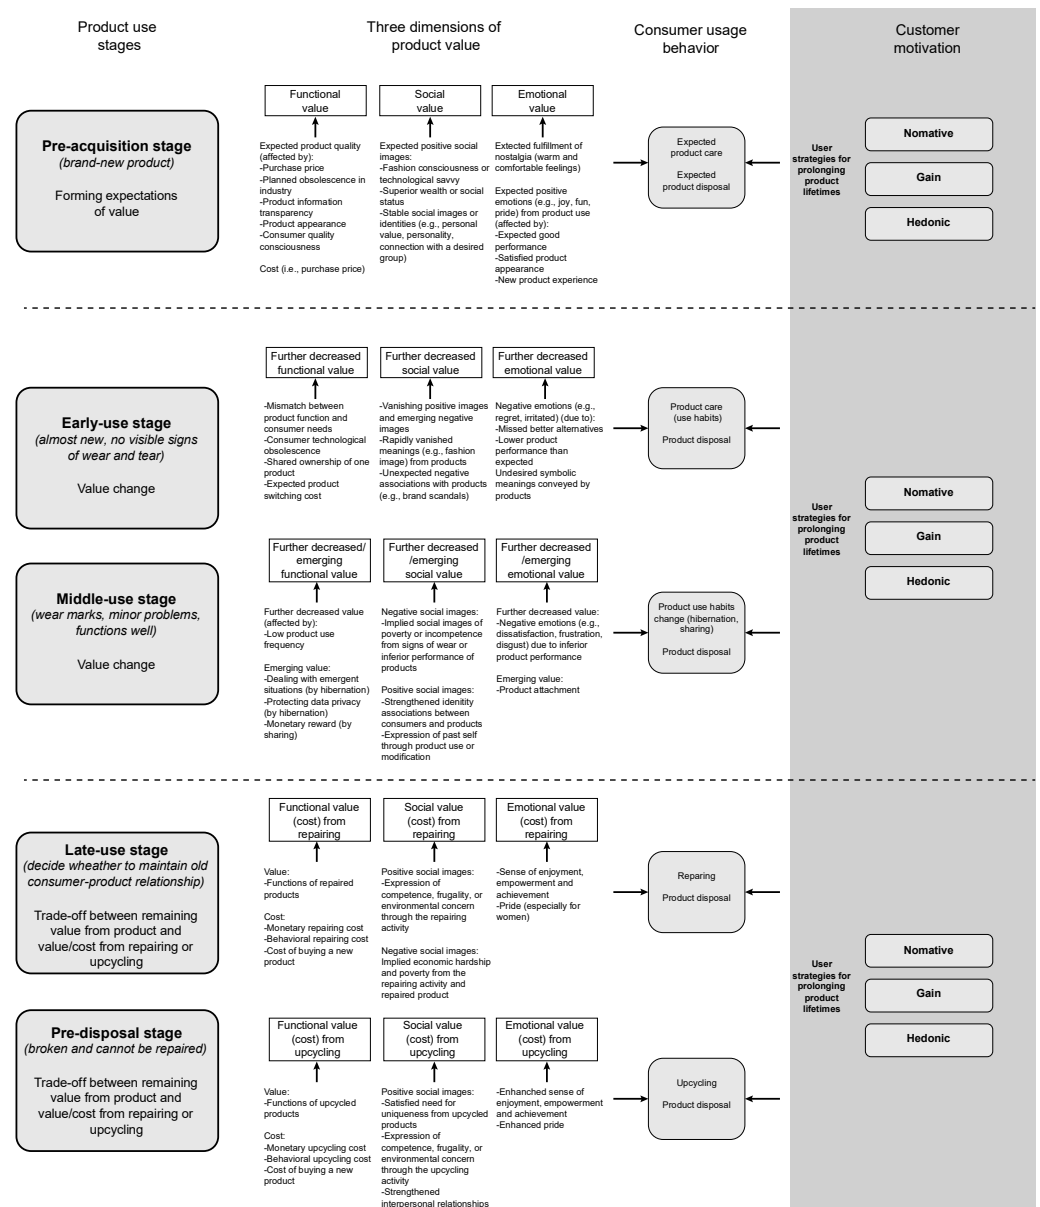 Product use
stages
Three dimensions of
product value
Consumer usage
behavior
Customer
motivation
Pre-acquisition stage
(brand-new product)
Forming expectations
of value
Functional
value
Expected product quality
(affected by):
-Purchase price
-Planned obsolescence in
industry
-Product information
transparency
-Product appearance
-Consumer quality
consciousness
Cost (i.e., purchase price)
Social
value
Expected positive social
images:
-Fashion consciousness or
technological savvy
-Superior wealth or social
status
-Stable social images or
identities (e.g., personal
value, personality,
connection with a desired
group)
Emotional
value
Extected fulfillment of
nostalgia (warm and
comfortable feelings)
Expected positive
emotions (e.g., joy, fun,
pride) from product use
(affected by):
-Expected good
performance
-Satisfied product
appearance
-New product experience
Expected
product care
Expected
product disposal
User
strategies for
prolonging
product
lifetimes
Nomative
Gain
Hedonic
Early-use stage
(almost new, no visible signs
of wear and tear)
Value change
Further decreased
functional value
-Mismatch between
product function and
consumer needs
-Consumer technological
obsolescence
-Shared ownership of one
product
-Expected product
switching cost
Further decreased
social value
-Vanishing positive images
and emerging negative
images
-Rapidly vanished
meanings (e.g., fashion
image) from products
-Unexpected negative
associations with products
(e.g., brand scandals)
Further decreased
emotional value
Negative emotions (e.g.,
regret, irritated) (due to):
-Missed better alternatives
-Lower product
performance than
expected
Undesired symbolic
meanings conveyed by
products
Product care
(use habits)
Product disposal
User
strategies for
prolonging
product
lifetimes
Nomative
Gain
Hedonic
Middle-use stage
(wear marks, minor problems,
functions well)
Value change
Further decreased/
emerging
functional value
Further decreased value
(affected by):
-Low product use
frequency
Emerging value:
-Dealing with emergent
situations (by hibernation)
-Protecting data privacy
(by hibernation)
-Monetary reward (by
sharing)
Further decreased
/emerging
social value
Negative social images:
-Implied social images of
poverty or incompetence
from signs of wear or
inferior performance of
products
Positive social images:
-Strengthened idenitity
associations between
consumers and products
-Expression of past self
through product use or
modification
Further decreased
/emerging
emotional value
Further decreased value:
-Negative emotions (e.g.,
dissatisfaction, frustration,
disgust) due to inferior
product performance
Emerging value:
-Product attachment
Product use habits
change (hibernation,
sharing)
Product disposal
Late-use stage
(decide wheather to maintain old
consumer-product relationship)
Trade-off between remaining
value from product and
value/cost from repairing or
upcycling
Functional value
(cost) from
repairing
Value:
-Functions of repaired
products
Cost:
-Monetary repairing cost
-Behavioral repairing cost
-Cost of buying a new
product
Social value
(cost) from
repairing
Positive social images:
-Expression of
competence, frugality, or
environmental concern
through the repairing
activity
Negative social images:
Implied economic hardship
and poverty from the
repairing activity and
repaired product
Emotional value
(cost) from
repairing
-Sense of enjoyment,
empowerment and
achievement
-Pride (especially for
women)
Repairing
Product disposal
User
strategies for
prolonging
product
lifetimes
Nomative
Gain
Hedonic
Pre-disposal stage
(broken and cannot be repaired)
Trade-off between remaining
value from product and
value/cost from repairing or
upcycling
Functional value
(cost) from
upcycling
Value:
-Functions of upcycled
products
Cost:
-Monetary upcycling cost
-Behavioral upcycling cost
-Cost of buying a new
product
Social value
(cost) from
upcycling
Positive social images:
-Satisfied need for
uniqueness from upcycled
products
-Expression of
competence, frugality, or
environmental concern
through the upcycling
activity
-Strengthened
interpersonal relationships
Emotional value
(cost) from
upcycling
-Enhanched sense of
enjoyment, empowerment
and achievement
-Enhanced pride
Upcycling
Product disposal